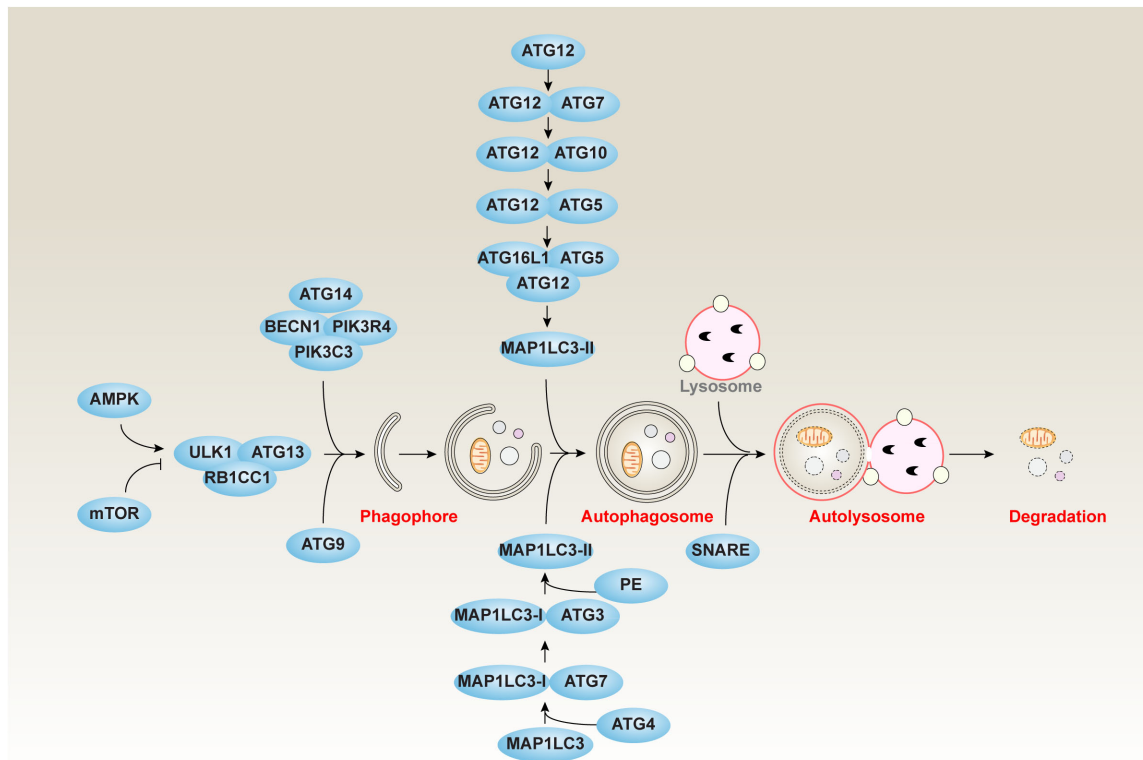 ATG12
ATG12 ATG7
ATG12 ATG10
ATG12 ATG5
ATG16L1 ATG5
ATG12
MAP1LC3-II
ATG14
BECN1 PIK3R4
PIK3C3
AMPK
ULK1 ATG13
RB1CC1
mTOR
ATG9
Lysosome
Phagophore
Autophagosome
Autolysosome
Degradation
MAP1LC3-II
SNARE
PE
MAP1LC3-I ATG3
MAP1LC3-I ATG7
ATG4
MAP1LC3